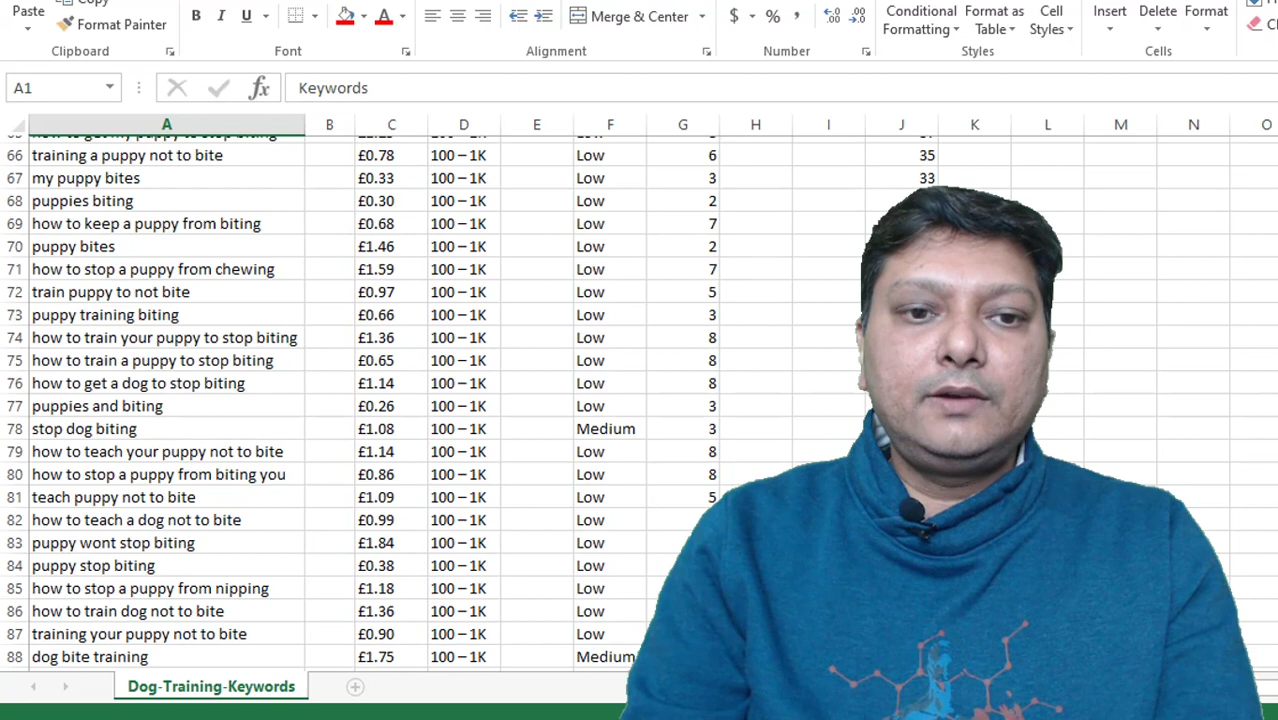 Paste
Copy
Format Painter
Clipboard
B I U
A
Font
Merge & Center
Alignment
$ % ,
.0 .00
Number
Conditional Formatting
Format as Table
Cell Styles
Styles
Insert
Delete
Format
Cells
A1
fx
Keywords
A B C D E F G H I J K L M N O
66 training a puppy not to bite £0.78 100 – 1K Low 6 35
67 my puppy bites £0.33 100 – 1K Low 3 33
68 puppies biting £0.30 100 – 1K Low 2
69 how to keep a puppy from biting £0.68 100 – 1K Low 7
70 puppy bites £1.46 100 – 1K Low 2
71 how to stop a puppy from chewing £1.59 100 – 1K Low 7
72 train puppy to not bite £0.97 100 – 1K Low 5
73 puppy training biting £0.66 100 – 1K Low 3
74 how to train your puppy to stop biting £1.36 100 – 1K Low 8
75 how to train a puppy to stop biting £0.65 100 – 1K Low 8
76 how to get a dog to stop biting £1.14 100 – 1K Low 8
77 puppies and biting £0.26 100 – 1K Low 3
78 stop dog biting £1.08 100 – 1K Medium 3
79 how to teach your puppy not to bite £1.14 100 – 1K Low 8
80 how to stop a puppy from biting you £0.86 100 – 1K Low 8
81 teach puppy not to bite £1.09 100 – 1K Low 5
82 how to teach a dog not to bite £0.99 100 – 1K Low
83 puppy wont stop biting £1.84 100 – 1K Low
84 puppy stop biting £0.38 100 – 1K Low
85 how to stop a puppy from nipping £1.18 100 – 1K Low
86 how to train dog not to bite £1.36 100 – 1K Low
87 training your puppy not to bite £0.90 100 – 1K Low
88 dog bite training £1.75 100 – 1K Medium
Dog-Training-Keywords